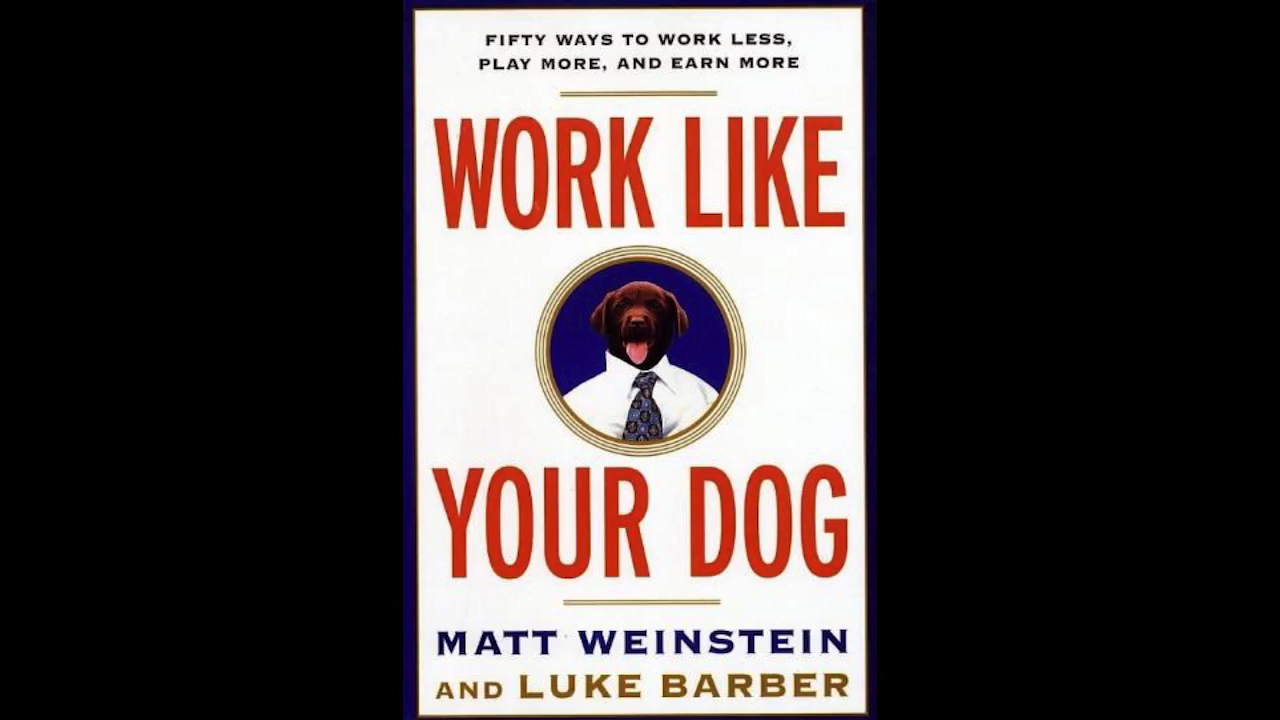 FIFTY WAYS TO WORK LESS,
PLAY MORE, AND EARN MORE
WORK LIKE
YOUR DOG
MATT WEINSTEIN
AND LUKE BARBER